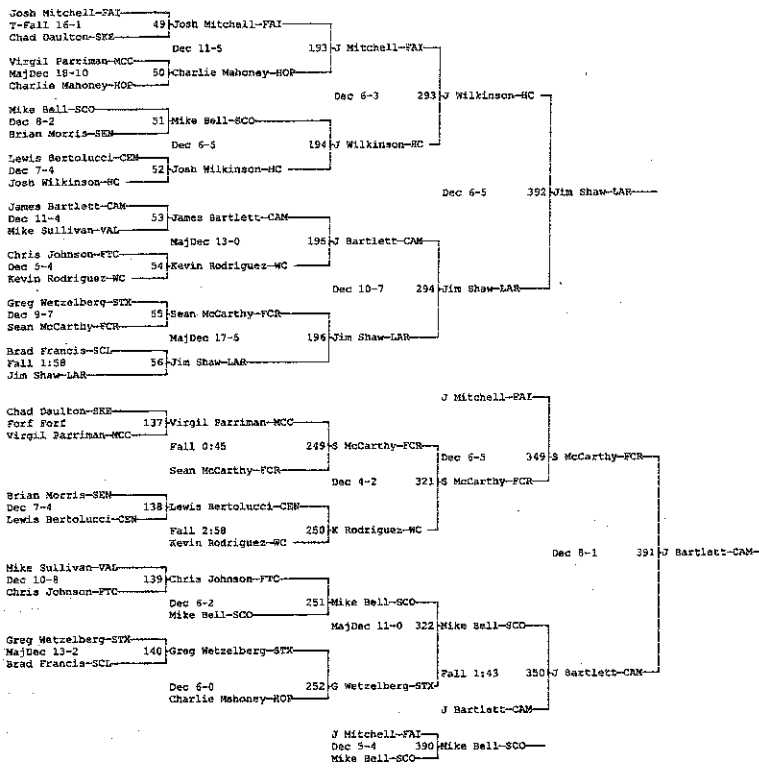 Josh Mitchell-FAI
T-Fall 16-1 49 Josh Mitchell-FAI
Chad Daulton-SKE
Dec 11-5 193 J Mitchell-FAI
Virgil Parriman-MCC
MajDec 18-10 50 Charlie Mahoney-HOP
Charlie Mahoney-HOP
Dec 6-3 293 J Wilkinson-HC
Mike Bell-SCO
Dec 8-2 51 Mike Bell-SCO
Brian Morris-SEN
Dec 6-5 194 J Wilkinson-HC
Lewis Bertolucci-CEN
Dec 7-4 52 Josh Wilkinson-HC
Josh Wilkinson-HC
Dec 6-5 392 Jim Shaw-LAR
James Bartlett-CAM
Dec 11-4 53 James Bartlett-CAM
Mike Sullivan-VAL
MajDec 13-0 195 J Bartlett-CAM
Chris Johnson-FTC
Dec 5-4 54 Kevin Rodriguez-WC
Kevin Rodriguez-WC
Dec 10-7 294 Jim Shaw-LAR
Greg Wetzelberg-STX
Dec 9-7 55 Sean McCarthy-FCR
Sean McCarthy-FCR
MajDec 17-5 196 Jim Shaw-LAR
Brad Francis-SCL
Fall 1:58 56 Jim Shaw-LAR
Jim Shaw-LAR
J Mitchell-FAI
Chad Daulton-SKE
Forf Forf 137 Virgil Parriman-MCC
Virgil Parriman-MCC
Fall 0:45 249 S McCarthy-FCR Dec 6-5 349 S McCarthy-FCR
Sean McCarthy-FCR
Dec 4-2 321 S McCarthy-FCR
Brian Morris-SEN
Dec 7-4 138 Lewis Bertolucci-CEN
Lewis Bertolucci-CEN
Fall 2:58 250 K Rodriguez-WC
Kevin Rodriguez-WC
Dec 8-1 391 J Bartlett-CAM
Mike Sullivan-VAL
Dec 10-8 139 Chris Johnson-FTC
Chris Johnson-FTC
Dec 6-2 251 Mike Bell-SCO
Mike Bell-SCO
MajDec 11-0 322 Mike Bell-SCO
Greg Wetzelberg-STX
MajDec 13-2 140 Greg Wetzelberg-STX
Brad Francis-SCL
Fall 1:43 350 J Bartlett-CAM
Dec 6-0 252 G Wetzelberg-STX
Charlie Mahoney-HOP
J Bartlett-CAM
J Mitchell-FAI
Dec 5-4 390 Mike Bell-SCO
Mike Bell-SCO